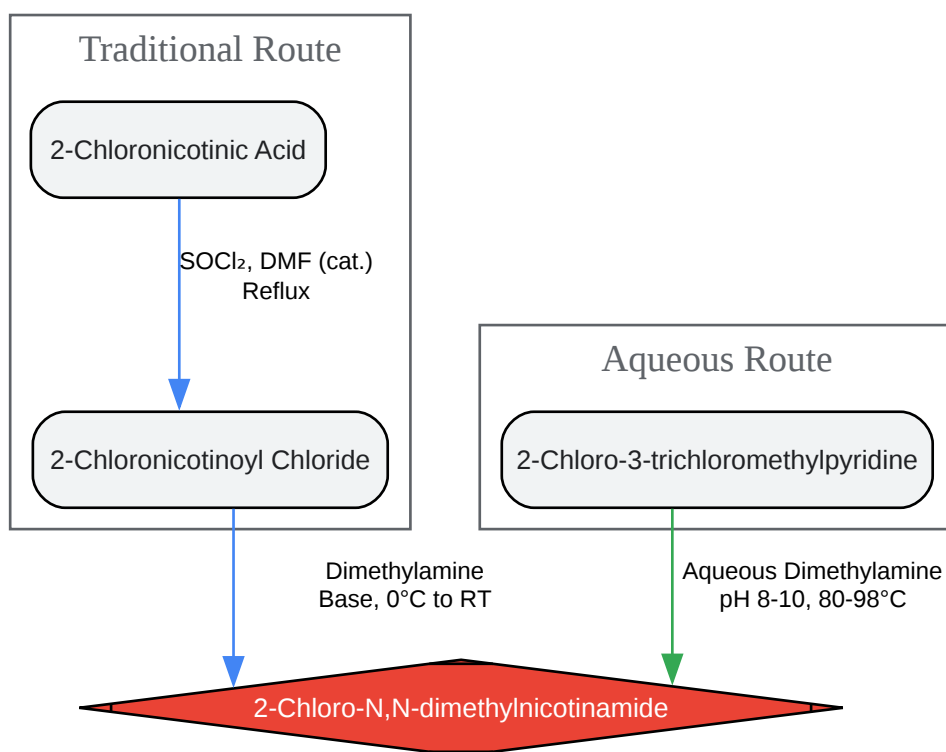 Traditional Route
2-Chloronicotinic Acid
SOCl₂, DMF (cat.)
Reflux
2-Chloronicotinoyl Chloride
Aqueous Route
2-Chloro-3-trichloromethylpyridine
Dimethylamine
Base, 0°C to RT
Aqueous Dimethylamine
pH 8-10, 80-98°C
2-Chloro-N,N-dimethylnicotinamide